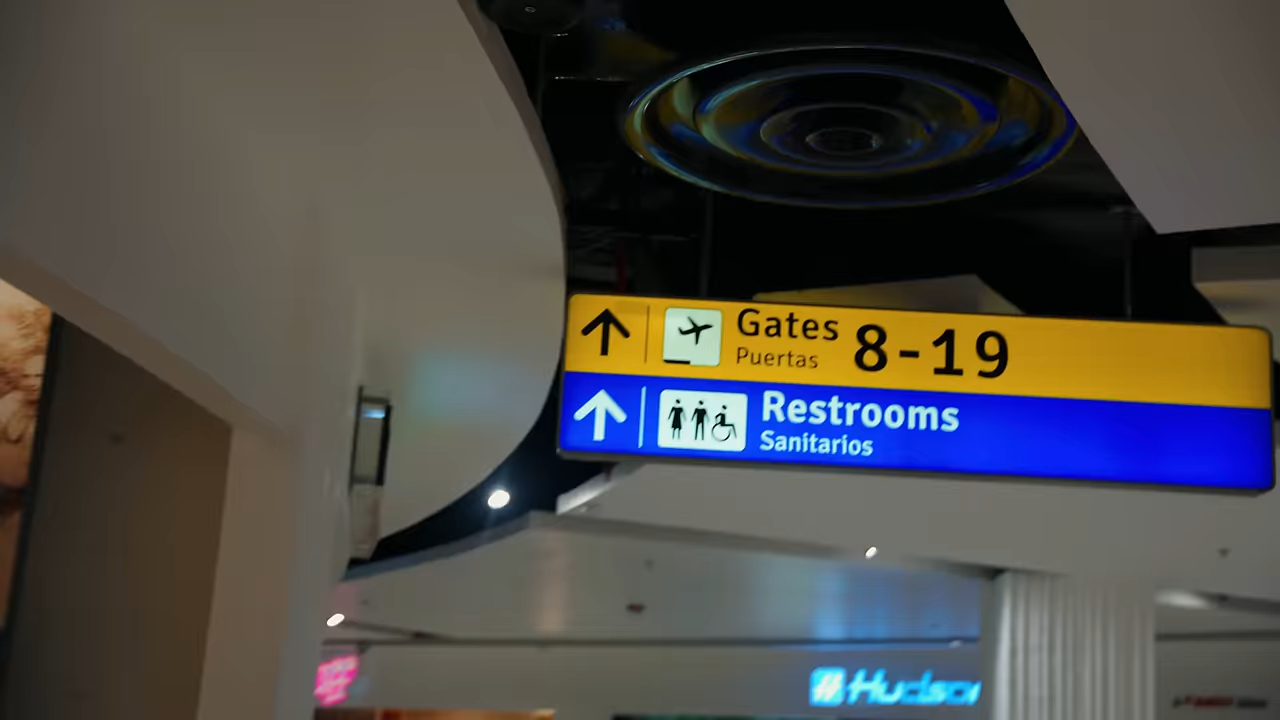 Gates 8-19
Puertas
Restrooms
Sanitarios
#Hudson